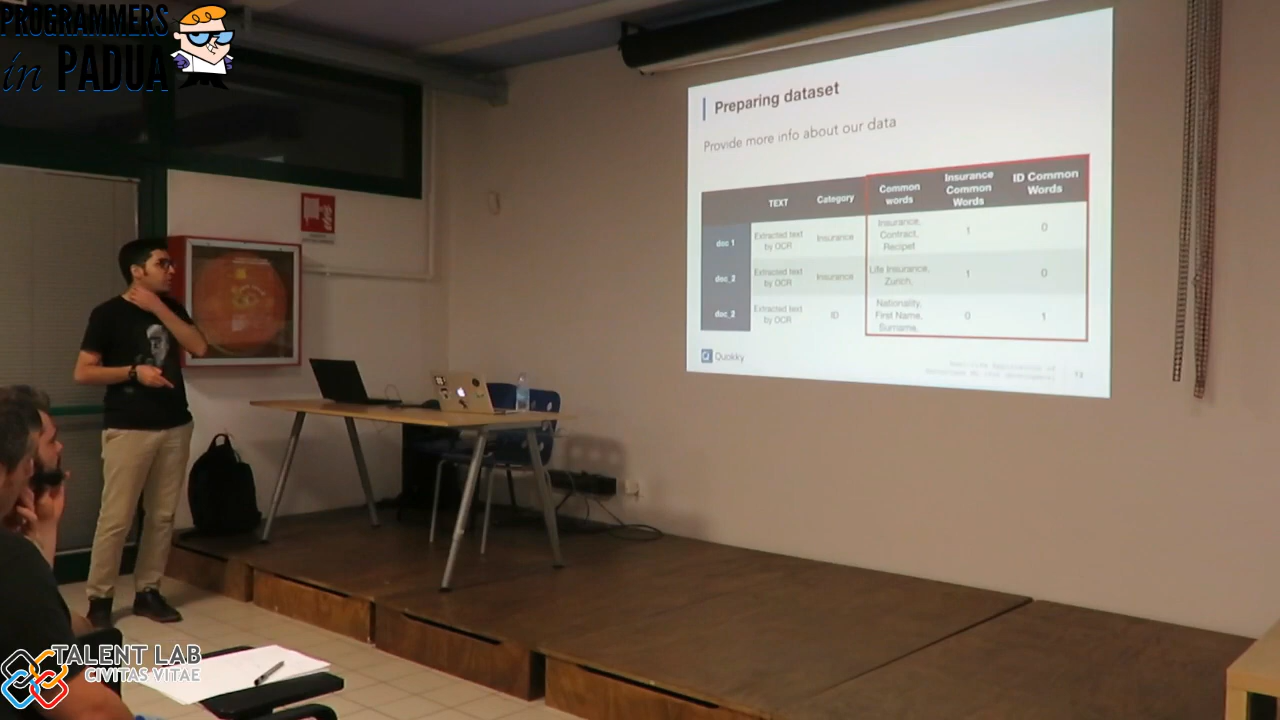 PROGRAMMERS
in PADUA
Preparing dataset
Provide more info about our data
TEXT
Category
Common
words
Insurance
Common
Words
ID Common
Words
doc 1
Extracted text
by OCR
Insurance
Insurance,
Contract,
Recipet
1
0
doc_2
Extracted text
by OCR
Insurance
Life Insurance,
Zurich,
1
0
doc_2
Extracted text
by OCR
ID
Nationality,
First Name,
Surname,
0
1
Quokky
TALENT LAB
CIVITAS VITAE